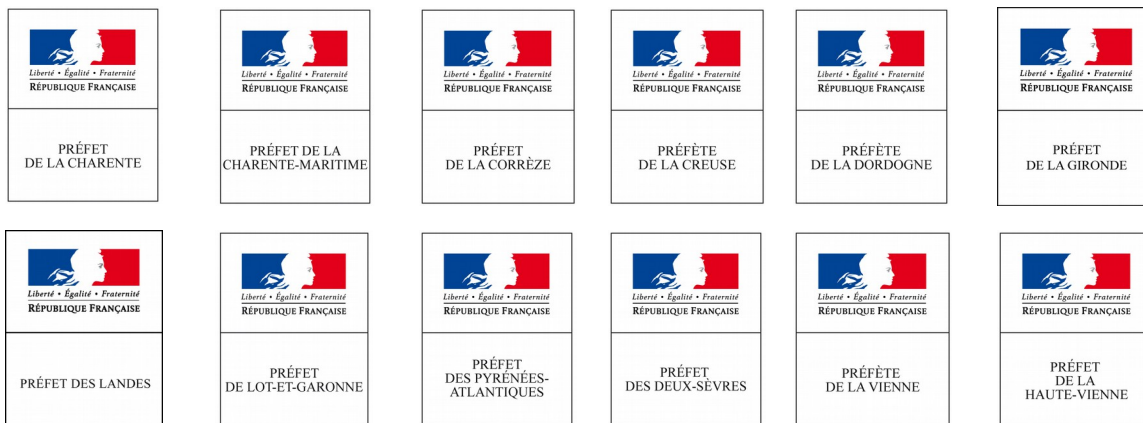 Liberté • Égalité • Fraternité
RÉPUBLIQUE FRANÇAISE
PRÉFET
DE LA CHARENTE
Liberté • Égalité • Fraternité
RÉPUBLIQUE FRANÇAISE
PRÉFET DE LA
CHARENTE-MARITIME
Liberté • Égalité • Fraternité
RÉPUBLIQUE FRANÇAISE
PRÉFET
DE LA CORRÈZE
Liberté • Égalité • Fraternité
RÉPUBLIQUE FRANÇAISE
PRÉFÈTE
DE LA CREUSE
Liberté • Égalité • Fraternité
RÉPUBLIQUE FRANÇAISE
PRÉFÈTE
DE LA DORDOGNE
Liberté • Égalité • Fraternité
RÉPUBLIQUE FRANÇAISE
PRÉFET
DE LA GIRONDE
Liberté • Égalité • Fraternité
RÉPUBLIQUE FRANÇAISE
PRÉFET DES LANDES
Liberté • Égalité • Fraternité
RÉPUBLIQUE FRANÇAISE
PRÉFET
DE LOT-ET-GARONNE
Liberté • Égalité • Fraternité
RÉPUBLIQUE FRANÇAISE
PRÉFET
DES PYRÉNÉES-
ATLANTIQUES
Liberté • Égalité • Fraternité
RÉPUBLIQUE FRANÇAISE
PRÉFET
DES DEUX-SÈVRES
Liberté • Égalité • Fraternité
RÉPUBLIQUE FRANÇAISE
PRÉFÈTE
DE LA VIENNE
Liberté • Égalité • Fraternité
RÉPUBLIQUE FRANÇAISE
PRÉFET
DE LA
HAUTE-VIENNE